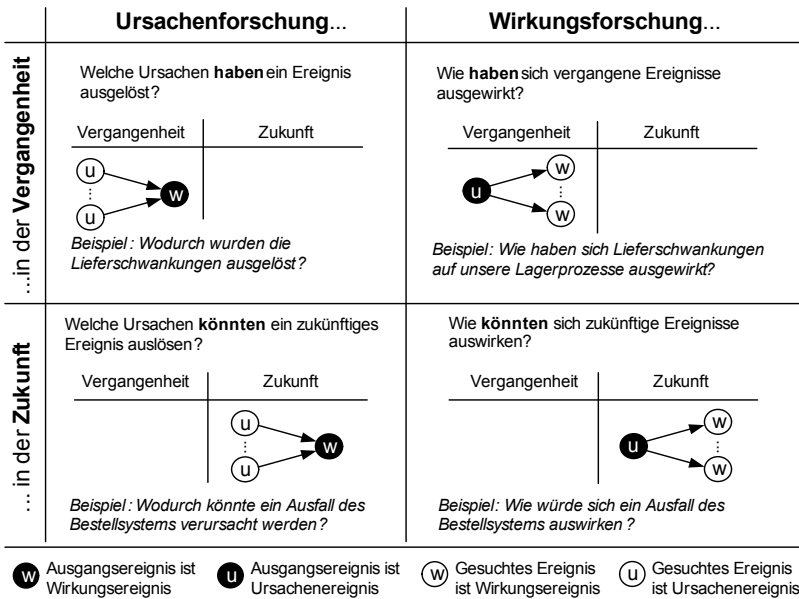 Ursachenforschung...
Wirkungsforschung...
...in der Vergangenheit
Welche Ursachen haben ein Ereignis
ausgelöst?
Vergangenheit Zukunft
u
w
u
Beispiel: Wodurch wurden die
Lieferschwankungen ausgelöst?
Wie haben sich vergangene Ereignisse
ausgewirkt?
Vergangenheit Zukunft
w
u
w
Beispiel: Wie haben sich Lieferschwankungen
auf unsere Lagerprozesse ausgewirkt?
... in der Zukunft
Welche Ursachen könnten ein zukünftiges
Ereignis auslösen?
Vergangenheit Zukunft
u
w
u
Beispiel: Wodurch könnte ein Ausfall des
Bestellsystems verursacht werden?
Wie könnten sich zukünftige Ereignisse
auswirken?
Vergangenheit Zukunft
w
u
w
Beispiel: Wie würde sich ein Ausfall des
Bestellsystems auswirken?
w Ausgangsereignis ist
Wirkungsereignis
u Ausgangsereignis ist
Ursachenereignis
w Gesuchtes Ereignis
ist Wirkungsereignis
u Gesuchtes Ereignis
ist Ursachenereignis